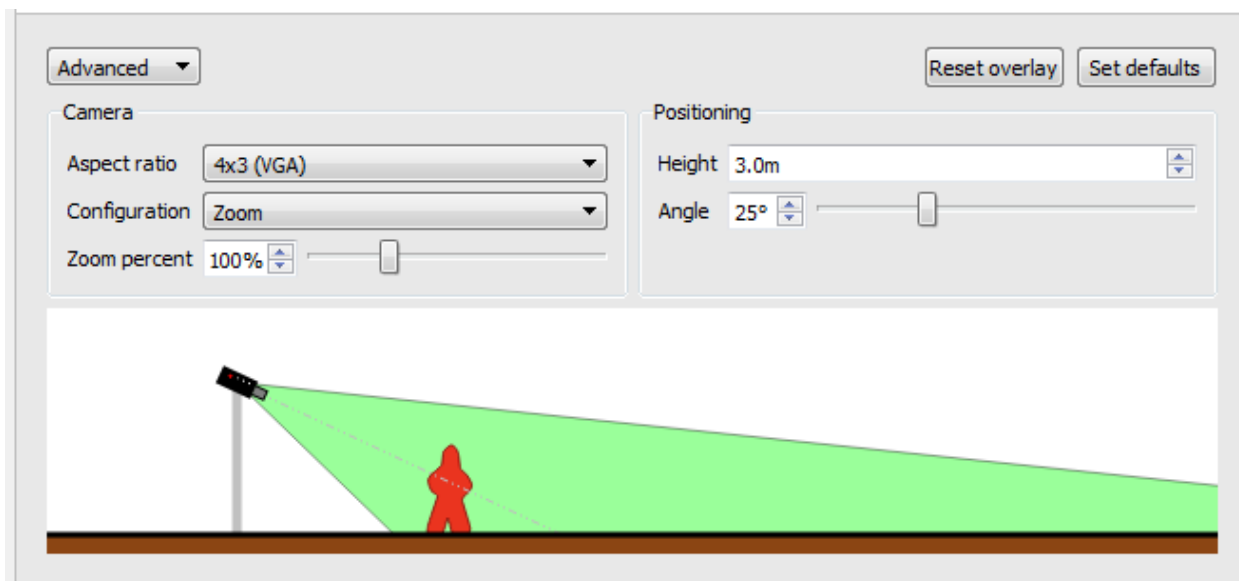 Advanced
Reset overlay Set defaults
Camera
Positioning
Aspect ratio 4x3 (VGA)
Height 3.0m
Configuration Zoom
Angle 25°
Zoom percent 100%